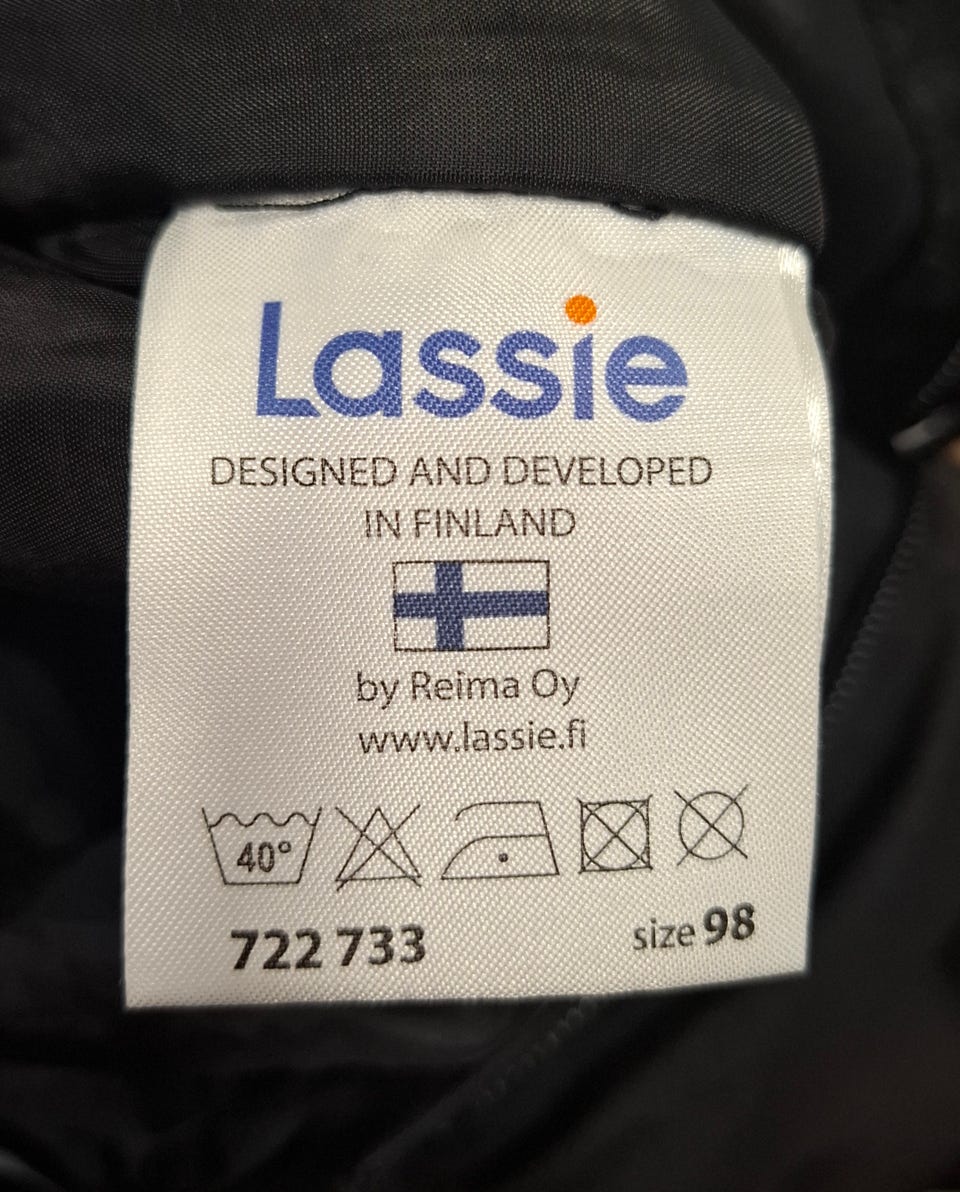 Lassie
DESIGNED AND DEVELOPED
IN FINLAND
by Reima Oy
www.lassie.fi
40°
722 733 size 98